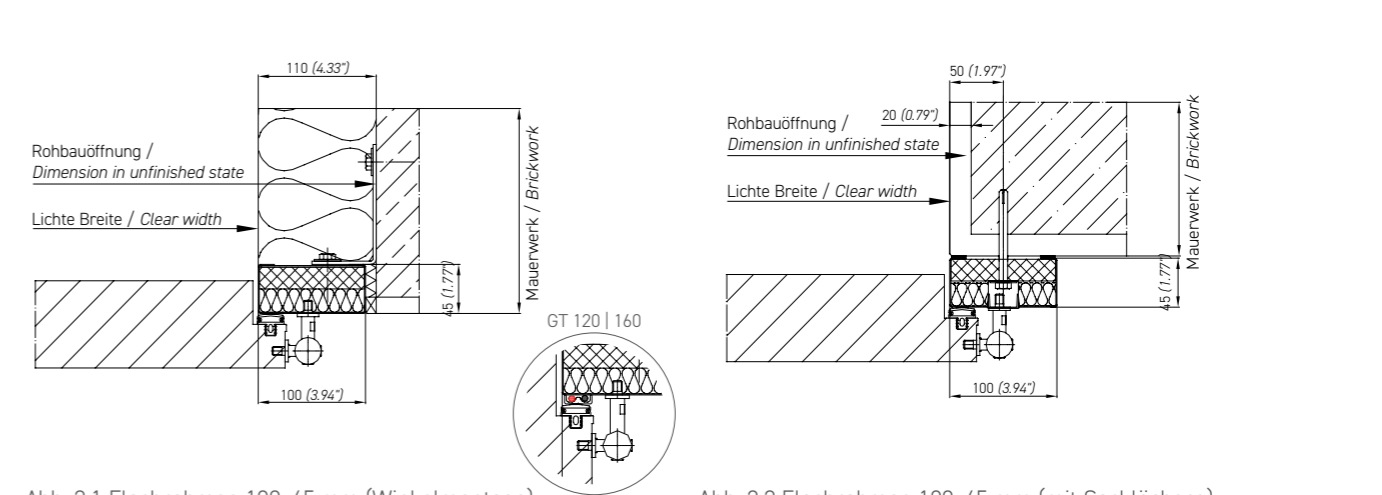 110 (4.33")
Rohbauöffnung /
Dimension in unfinished state
Lichte Breite / Clear width
Mauerwerk / Brickwork
45 (1.77")
100 (3.94")
GT 120 | 160
50 (1.97")
20 (0.79")
Rohbauöffnung /
Dimension in unfinished state
Lichte Breite / Clear width
Mauerwerk / Brickwork
45 (1.77")
100 (3.94")